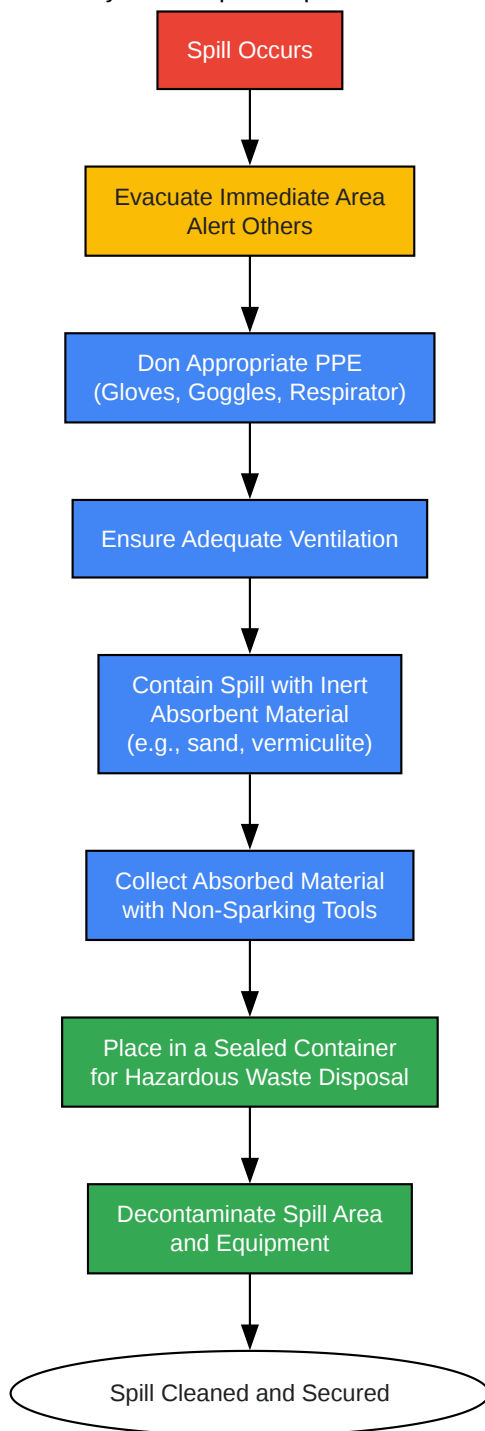 Spill Occurs
Evacuate Immediate Area
Alert Others
Don Appropriate PPE
(Gloves, Goggles, Respirator)
Ensure Adequate Ventilation
Contain Spill with Inert
Absorbent Material
(e.g., sand, vermiculite)
Collect Absorbed Material
with Non-Sparking Tools
Place in a Sealed Container
for Hazardous Waste Disposal
Decontaminate Spill Area
and Equipment
Spill Cleaned and Secured